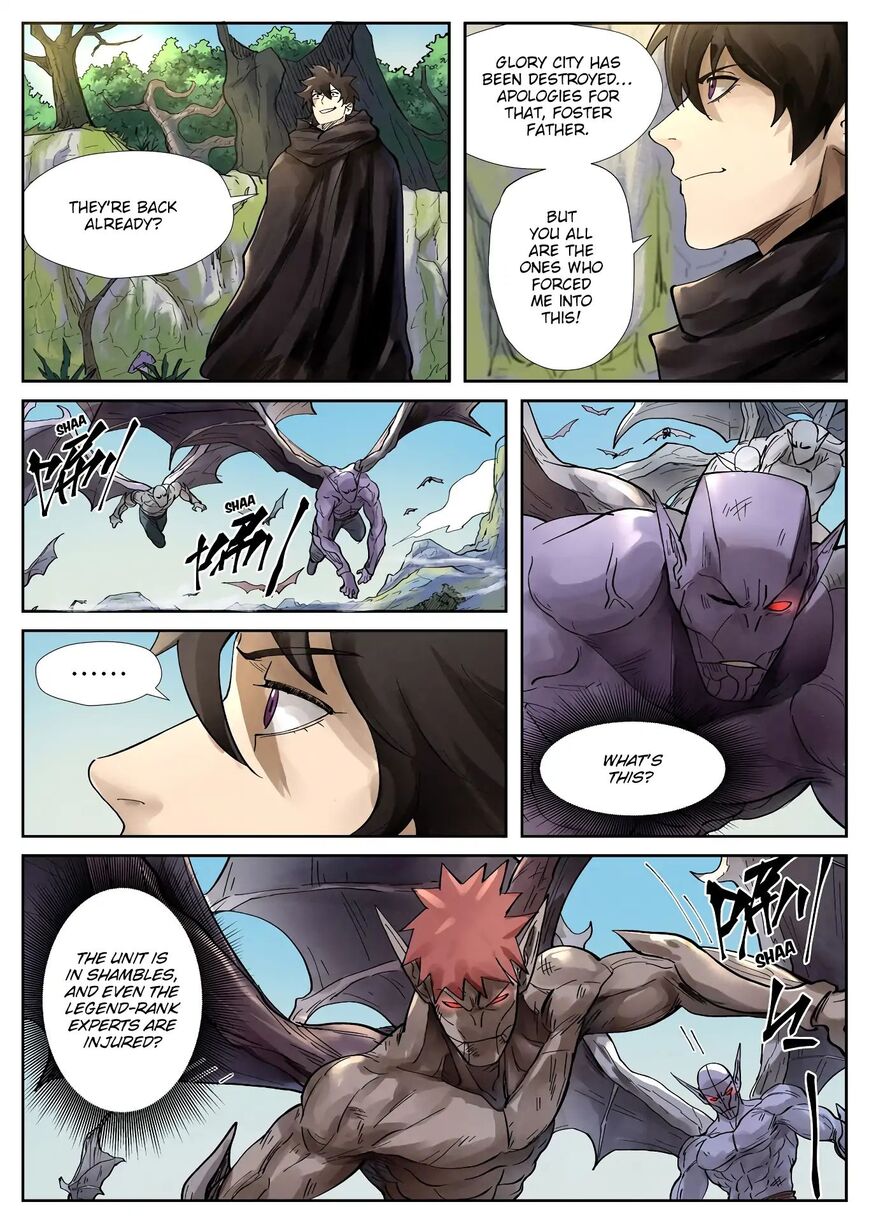 THEY'RE BACK
ALREADY?
GLORY CITY HAS
BEEN DESTROYED...
APOLOGIES FOR
THAT, FOSTER
FATHER.
BUT
YOU ALL
ARE THE
ONES WHO
FORCED
ME INTO
THIS!
SHAA
SHAA
WHAT'S
THIS?
......
THE UNIT IS
IN SHAMBLES,
AND EVEN THE
LEGEND-RANK
EXPERTS ARE
INJURED?
SHAA